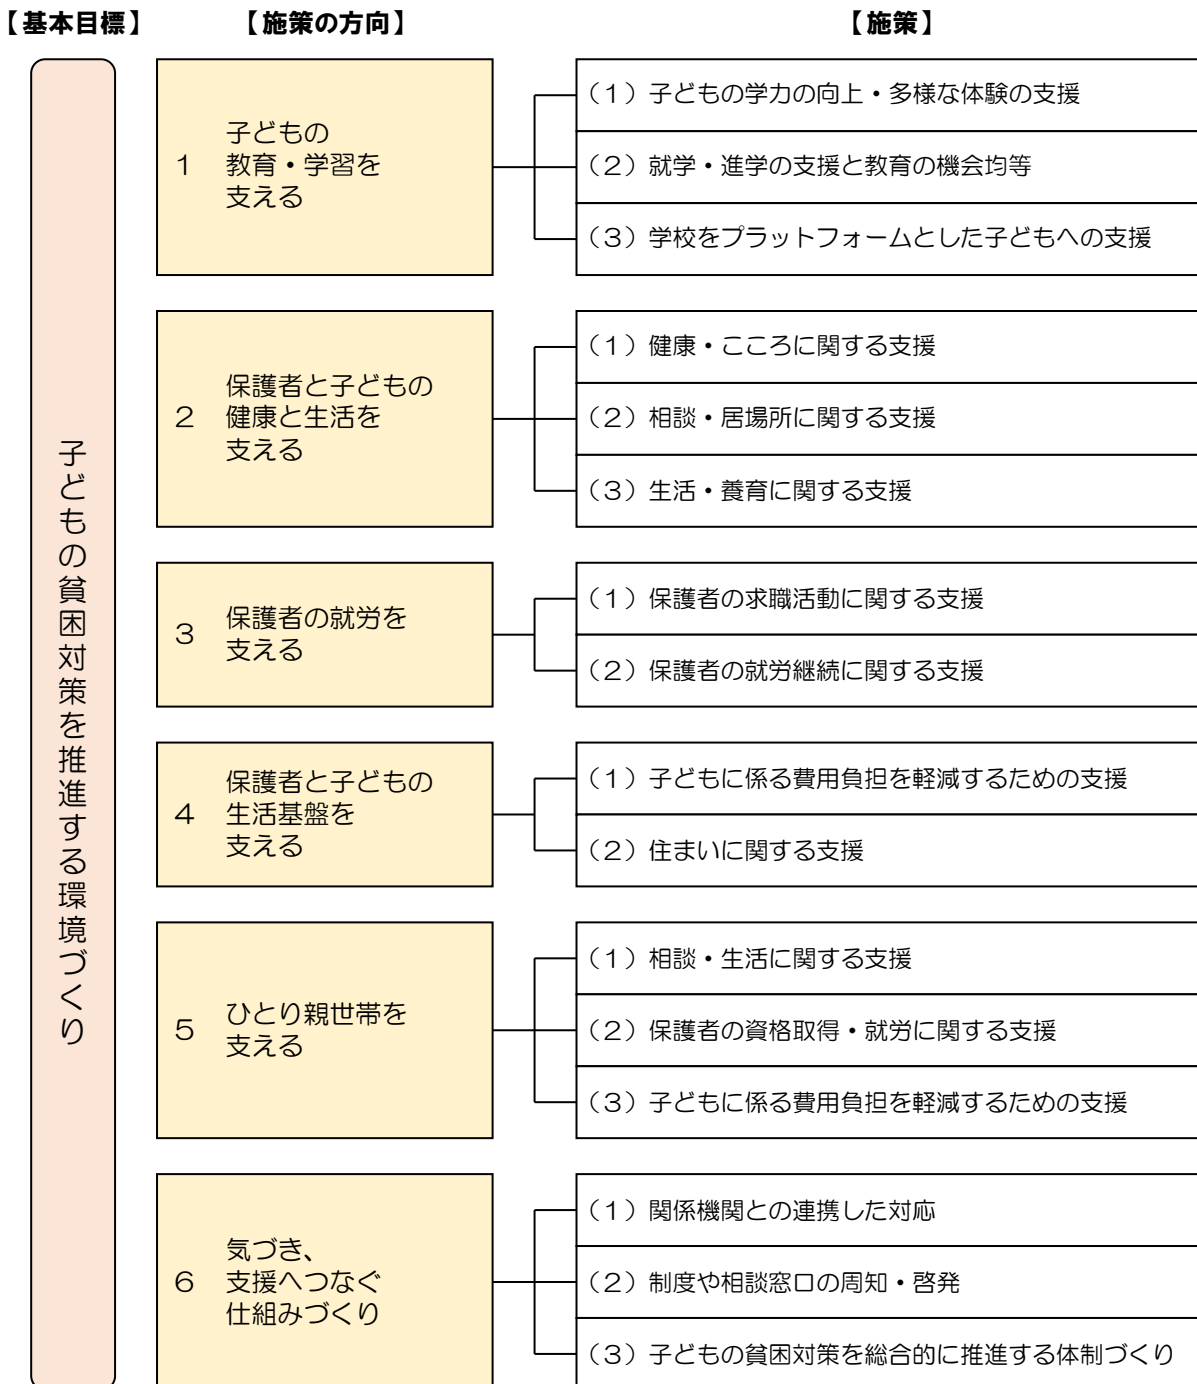 【基本目標】
【施策の方向】
【施策】
子どもの貧困対策を推進する環境づくり
1
子どもの
教育・学習を
支える
（1）子どもの学力の向上・多様な体験の支援
（2）就学・進学の支援と教育の機会均等
（3）学校をプラットフォームとした子どもへの支援
2
保護者と子どもの
健康と生活を
支える
（1）健康・こころに関する支援
（2）相談・居場所に関する支援
（3）生活・養育に関する支援
3
保護者の就労を
支える
（1）保護者の求職活動に関する支援
（2）保護者の就労継続に関する支援
4
保護者と子どもの
生活基盤を
支える
（1）子どもに係る費用負担を軽減するための支援
（2）住まいに関する支援
5
ひとり親世帯を
支える
（1）相談・生活に関する支援
（2）保護者の資格取得・就労に関する支援
（3）子どもに係る費用負担を軽減するための支援
6
気づき、
支援へつなぐ
仕組みづくり
（1）関係機関との連携した対応
（2）制度や相談窓口の周知・啓発
（3）子どもの貧困対策を総合的に推進する体制づくり